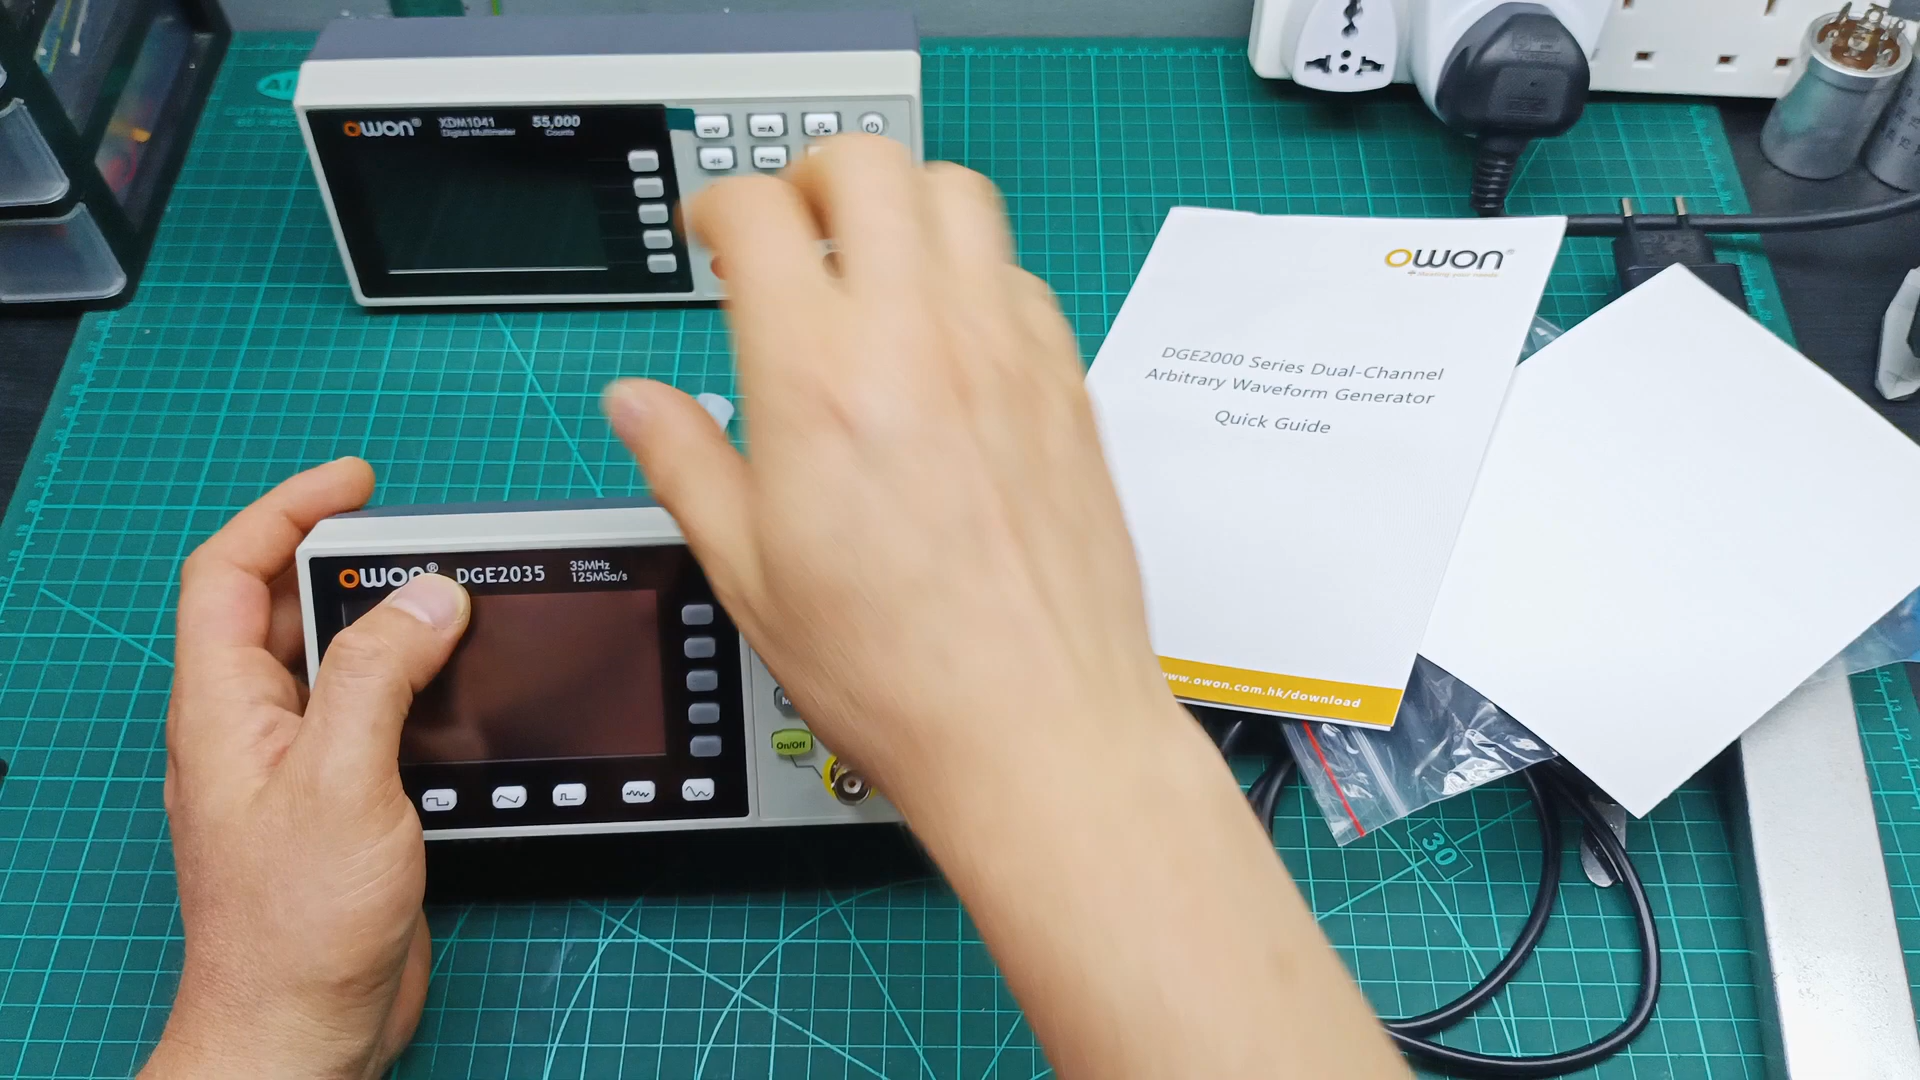 owon® XDM1041 55,000
Digital Multimeter Counts
Freq
owon®
DGE2000 Series Dual-Channel
Arbitrary Waveform Generator
Quick Guide
www.owon.com.hk/download
owon® DGE2035 35MHz
125MSa/s
On/Off
30